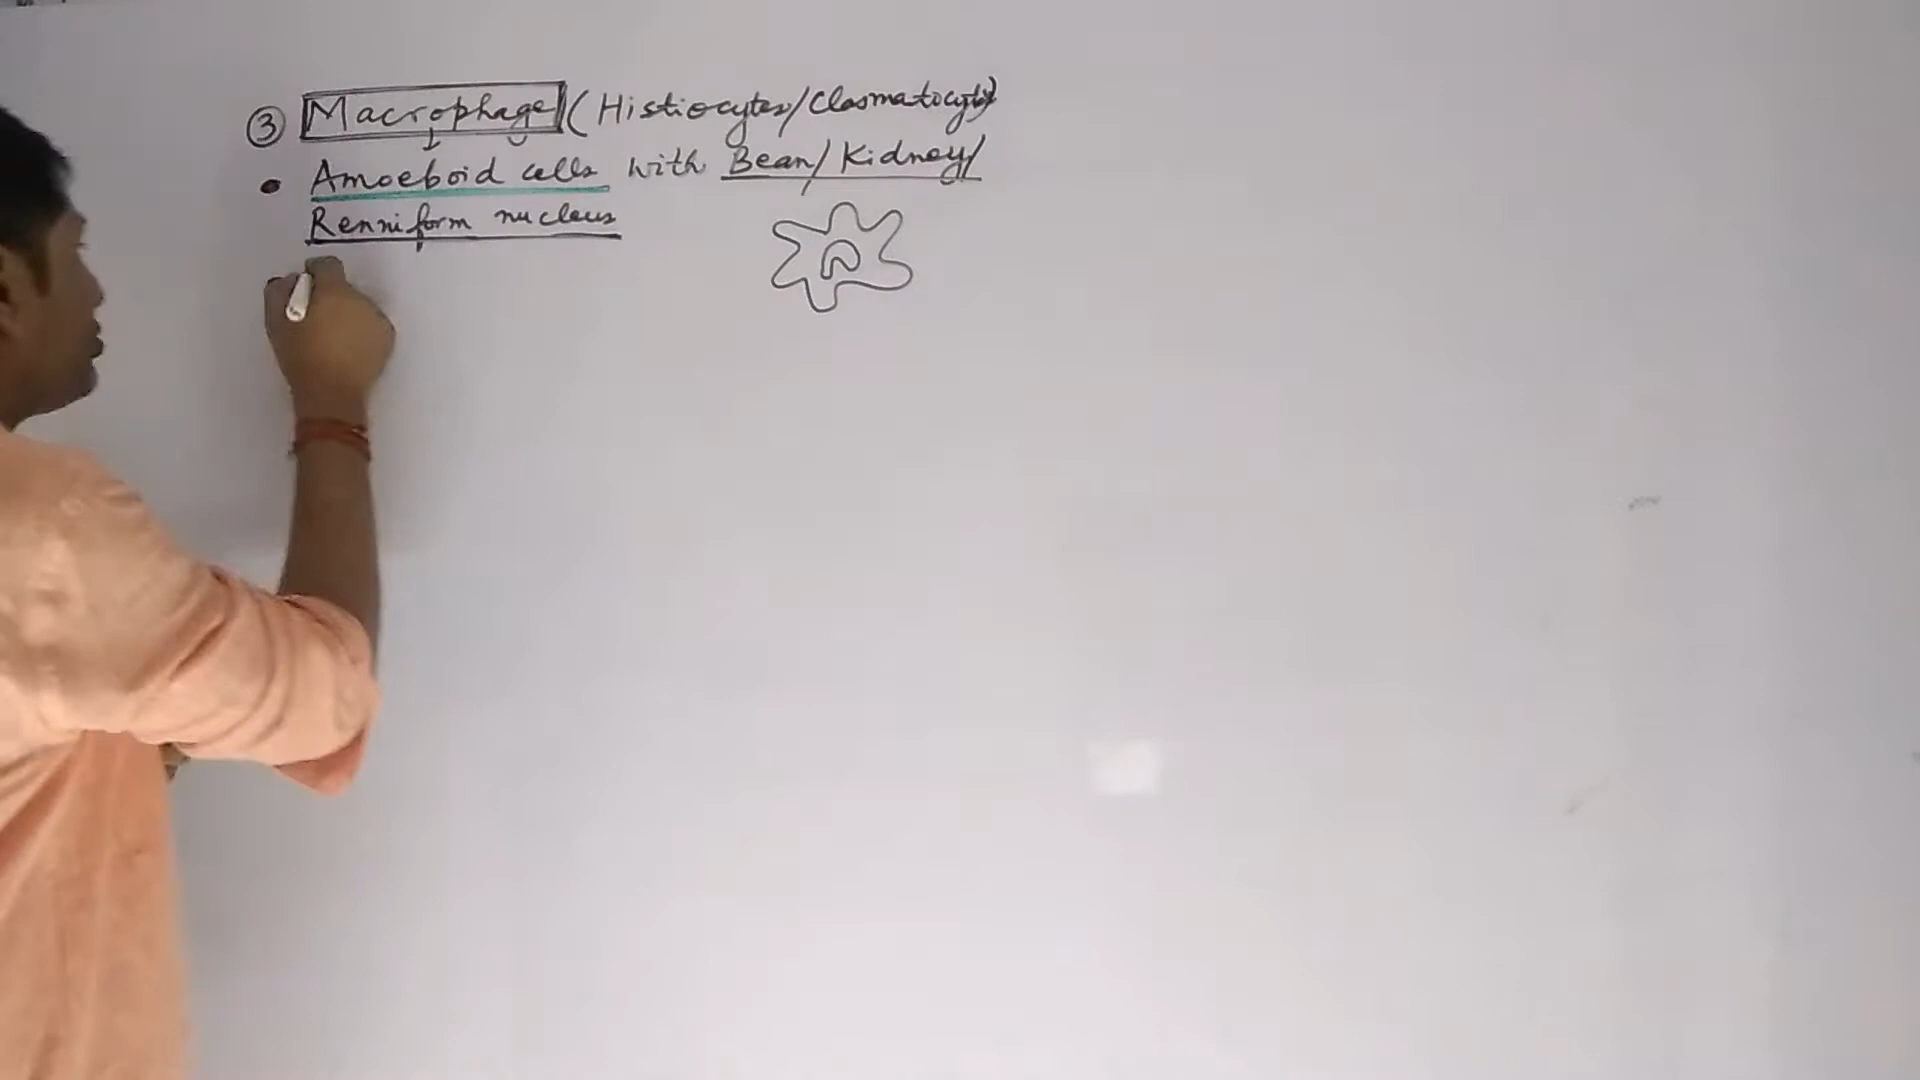 ③ Macrophage (Histiocytes/Clasmatocytes)
• Amoeboid cells with Bean/Kidney/
Renniform nucleus